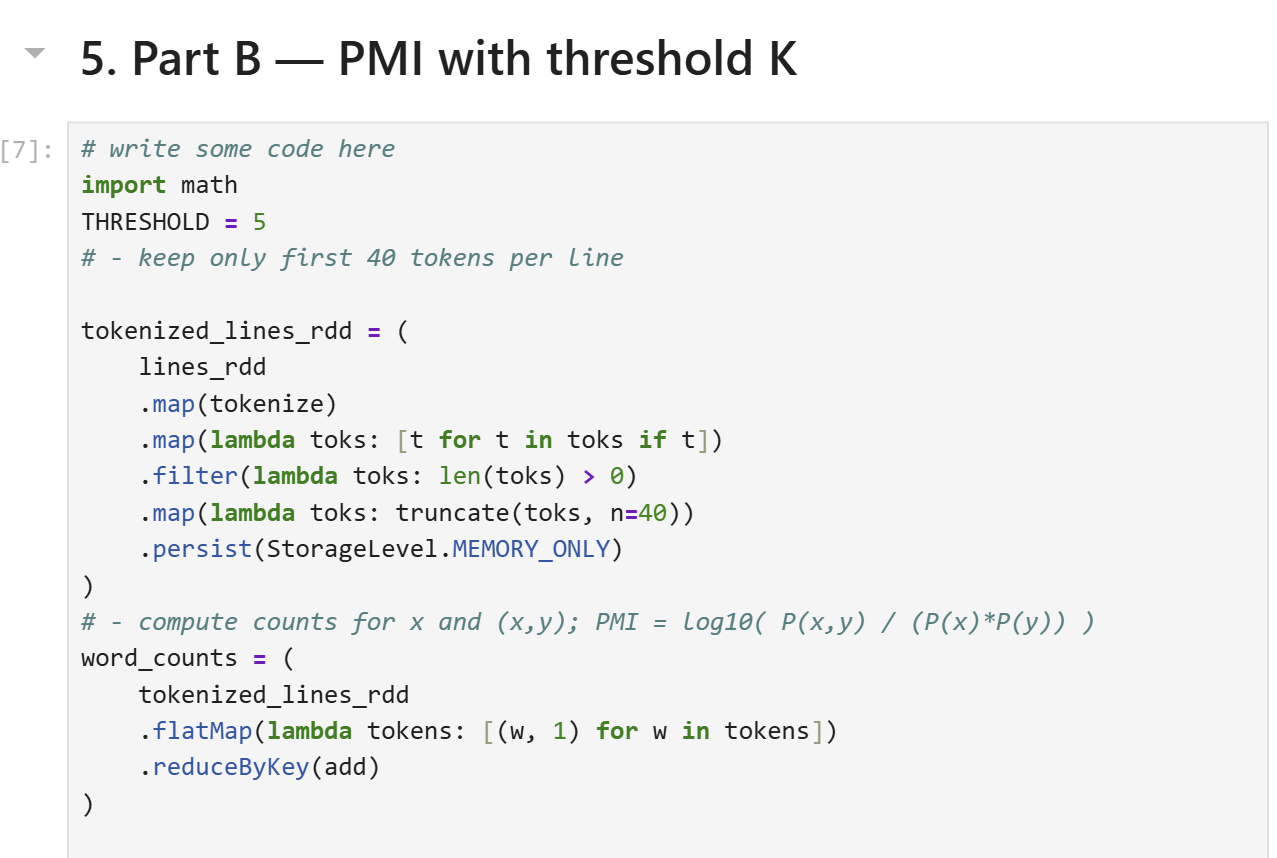 5. Part B — PMI with threshold K
[7]:
# write some code here
import math
THRESHOLD = 5
# - keep only first 40 tokens per line
tokenized_lines_rdd = (
    lines_rdd
    .map(tokenize)
    .map(lambda toks: [t for t in toks if t])
    .filter(lambda toks: len(toks) > 0)
    .map(lambda toks: truncate(toks, n=40))
    .persist(StorageLevel.MEMORY_ONLY)
)
# - compute counts for x and (x,y); PMI = log10( P(x,y) / (P(x)*P(y)) )
word_counts = (
    tokenized_lines_rdd
    .flatMap(lambda tokens: [(w, 1) for w in tokens])
    .reduceByKey(add)
)